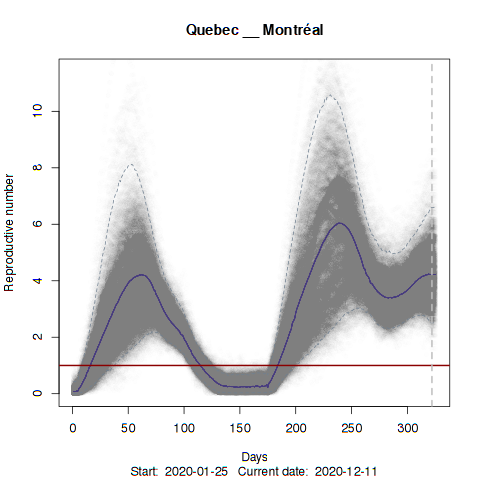 Quebec __ Montréal
Reproductive number
10
8
6
4
2
0
0 50 100 150 200 250 300
Days
Start: 2020-01-25 Current date: 2020-12-11